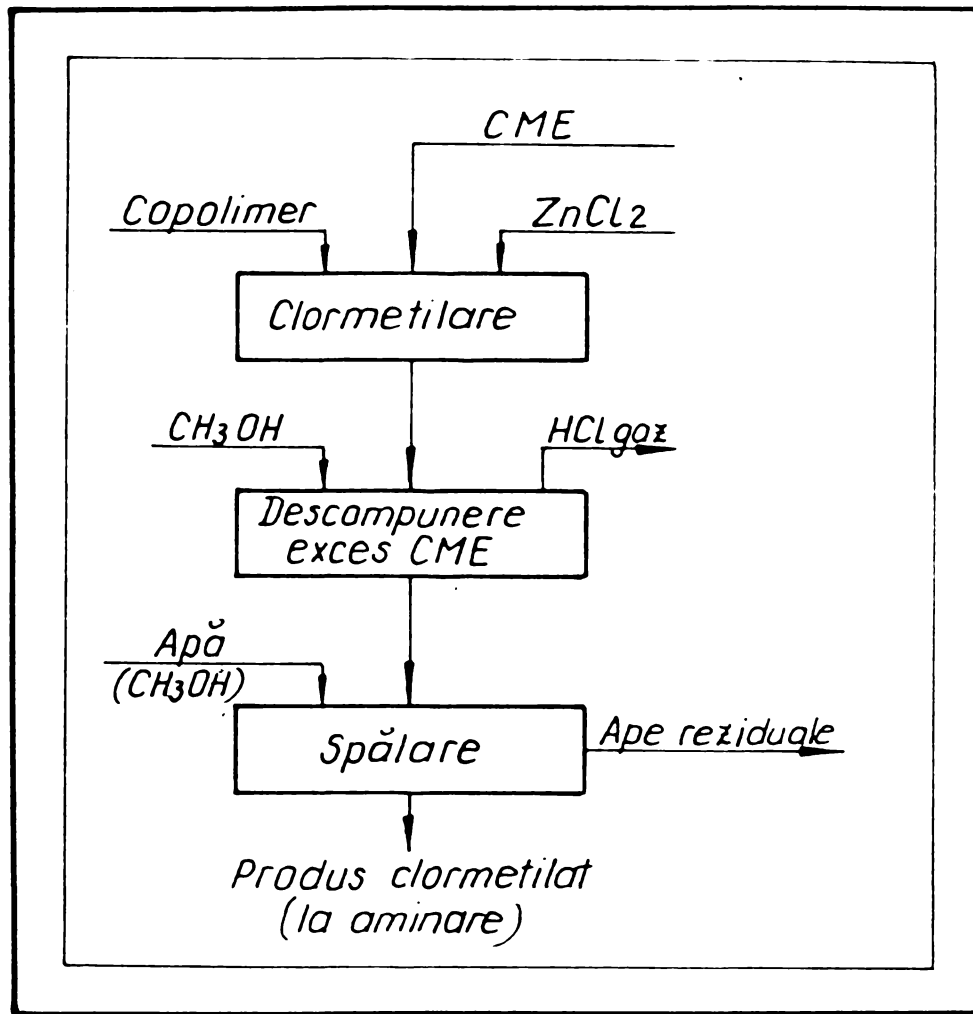 CME
Copolimer
ZnCl2
Clormetilare
CH3OH
HCl gaz
Descompunere
exces CME
Apă
(CH3OH)
Spălare
Ape reziduale
Produs clormetilat
(la aminare)